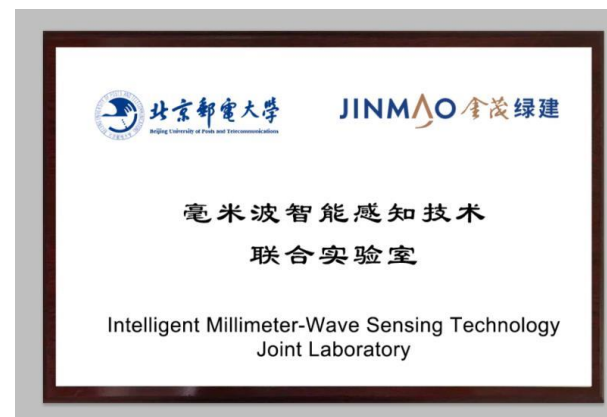 北京郵電大學
Beijing University of Posts and Telecommunications
JINMAO 金茂绿建
毫米波智能感知技术
联合实验室
Intelligent Millimeter-Wave Sensing Technology
Joint Laboratory